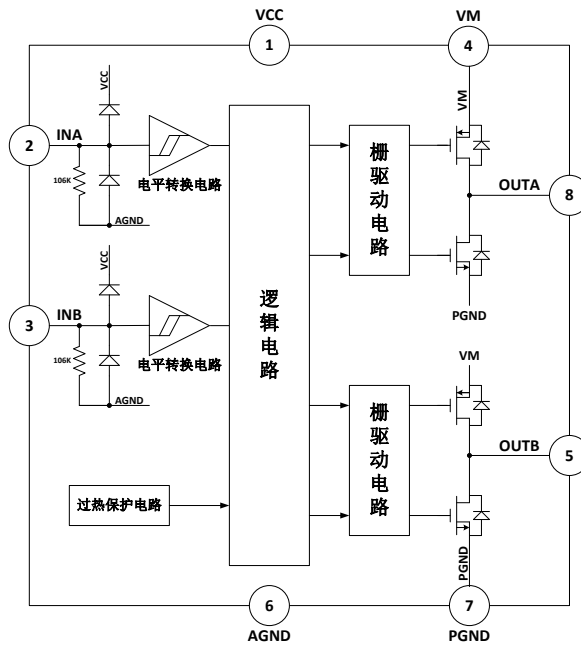 VCC
VM
1
4
VCC
VM
2
INA
106K
电平转换电路
AGND
栅驱动电路
OUTA
8
逻辑电路
VCC
3
INB
106K
电平转换电路
AGND
PGND
VM
栅驱动电路
OUTB
5
过热保护电路
PGND
6
7
AGND
PGND